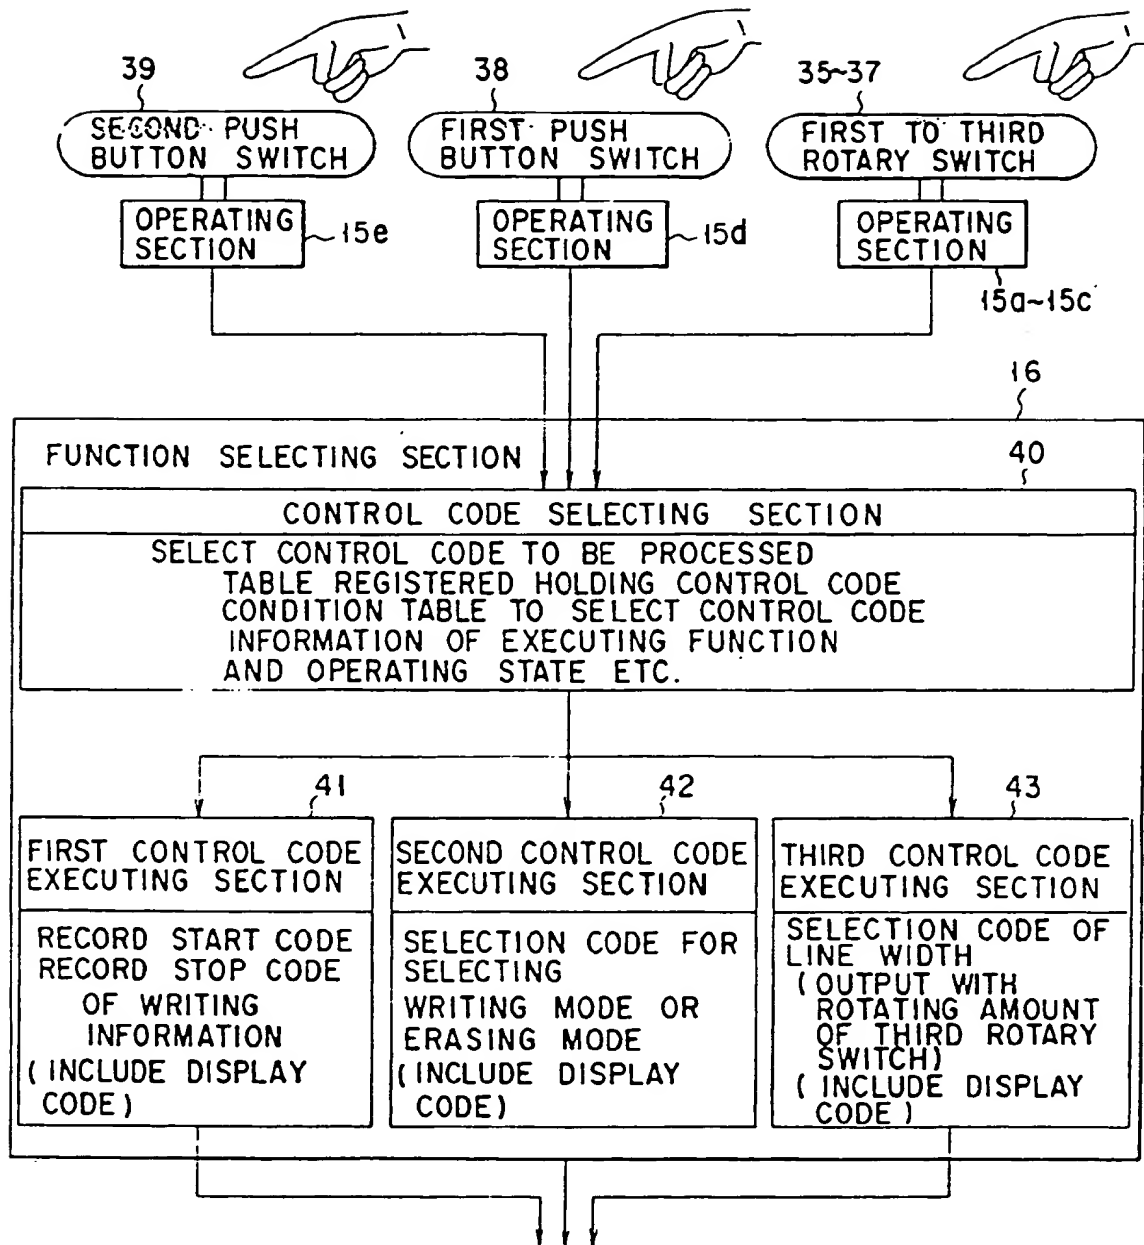 39
38
35~37
SECOND PUSH
BUTTON SWITCH
FIRST PUSH
BUTTON SWITCH
FIRST TO THIRD
ROTARY SWITCH
OPERATING
SECTION
15e
OPERATING
SECTION
15d
OPERATING
SECTION
15a~15c
16
FUNCTION SELECTING SECTION
40
CONTROL CODE SELECTING SECTION
SELECT CONTROL CODE TO BE PROCESSED
TABLE REGISTERED HOLDING CONTROL CODE
CONDITION TABLE TO SELECT CONTROL CODE
INFORMATION OF EXECUTING FUNCTION
AND OPERATING STATE ETC.
41
FIRST CONTROL CODE
EXECUTING SECTION
RECORD START CODE
RECORD STOP CODE
OF WRITING
INFORMATION
(INCLUDE DISPLAY
CODE)
42
SECOND CONTROL CODE
EXECUTING SECTION
SELECTION CODE FOR
SELECTING
WRITING MODE OR
ERASING MODE
(INCLUDE DISPLAY
CODE)
43
THIRD CONTROL CODE
EXECUTING SECTION
SELECTION CODE OF
LINE WIDTH
(OUTPUT WITH
ROTATING AMOUNT
OF THIRD ROTARY
SWITCH)
(INCLUDE DISPLAY
CODE)